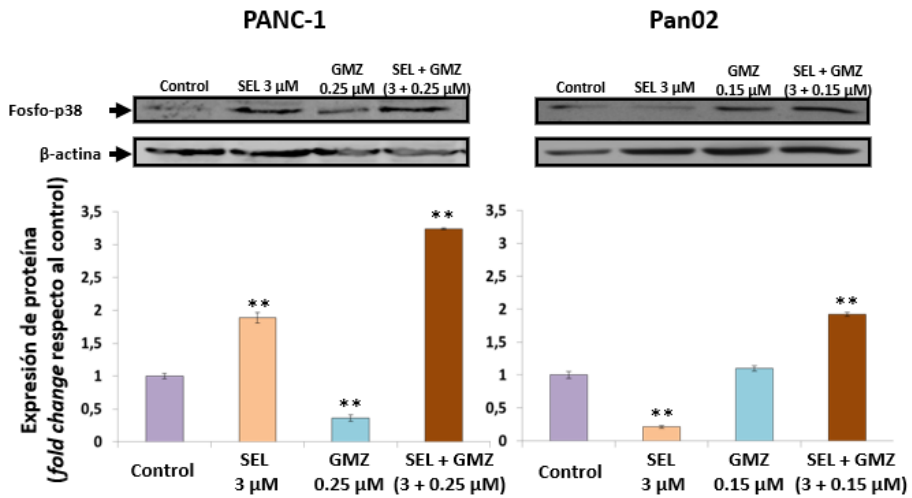 PANC-1
Pan02
Control
SEL 3 µM
GMZ
0.25 µM
SEL + GMZ
(3 + 0.25 µM)
Control
SEL 3 µM
GMZ
0.15 µM
SEL + GMZ
(3 + 0.15 µM)
Fosfo-p38
β-actina
Expresión de proteína
(fold change respecto al control)
3,5
3
2,5
2
1,5
1
0,5
0
**
**
**
Control
SEL
3 µM
GMZ
0.25 µM
SEL + GMZ
(3 + 0.25 µM)
3,5
3
2,5
2
1,5
1
0,5
0
**
**
Control
SEL
3 µM
GMZ
0.15 µM
SEL + GMZ
(3 + 0.15 µM)